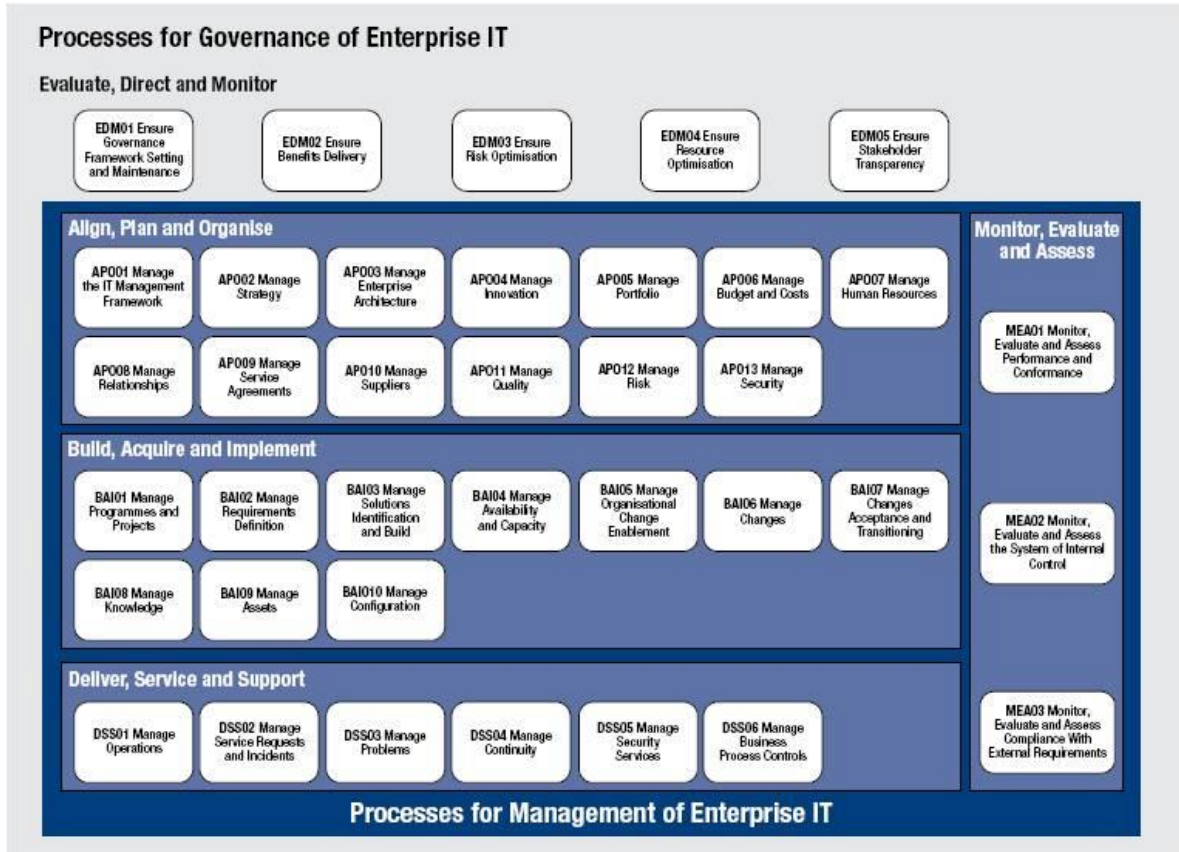 Processes for Governance of Enterprise IT
Evaluate, Direct and Monitor
EDM01 Ensure
Governance
Framework Setting
and Maintenance
EDM02 Ensure
Benefits Delivery
EDM03 Ensure
Risk Optimisation
EDM04 Ensure
Resource
Optimisation
EDM05 Ensure
Stakeholder
Transparency
Align, Plan and Organise
APO01 Manage
the IT Management
Framework
APO02 Manage
Strategy
APO03 Manage
Enterprise
Architecture
APO04 Manage
Innovation
APO05 Manage
Portfolio
APO06 Manage
Budget and Costs
APO07 Manage
Human Resources
APO08 Manage
Relationships
APO09 Manage
Service
Agreements
APO10 Manage
Suppliers
APO11 Manage
Quality
APO12 Manage
Risk
APO13 Manage
Security
Build, Acquire and Implement
BAI01 Manage
Programmes and
Projects
BAI02 Manage
Requirements
Definition
BAI03 Manage
Solutions
Identification
and Build
BAI04 Manage
Availability
and Capacity
BAI05 Manage
Organisational
Change
Enablement
BAI06 Manage
Changes
BAI07 Manage
Changes
Acceptance and
Transitioning
BAI08 Manage
Knowledge
BAI09 Manage
Assets
BAI010 Manage
Configuration
Deliver, Service and Support
DSS01 Manage
Operations
DSS02 Manage
Service Requests
and Incidents
DSS03 Manage
Problems
DSS04 Manage
Continuity
DSS05 Manage
Security
Services
DSS06 Manage
Business
Process Controls
Monitor, Evaluate
and Assess
MEA01 Monitor,
Evaluate and Assess
Performance and
Conformance
MEA02 Monitor,
Evaluate and Assess
the System of Internal
Control
MEA03 Monitor,
Evaluate and Assess
Compliance With
External Requirements
Processes for Management of Enterprise IT